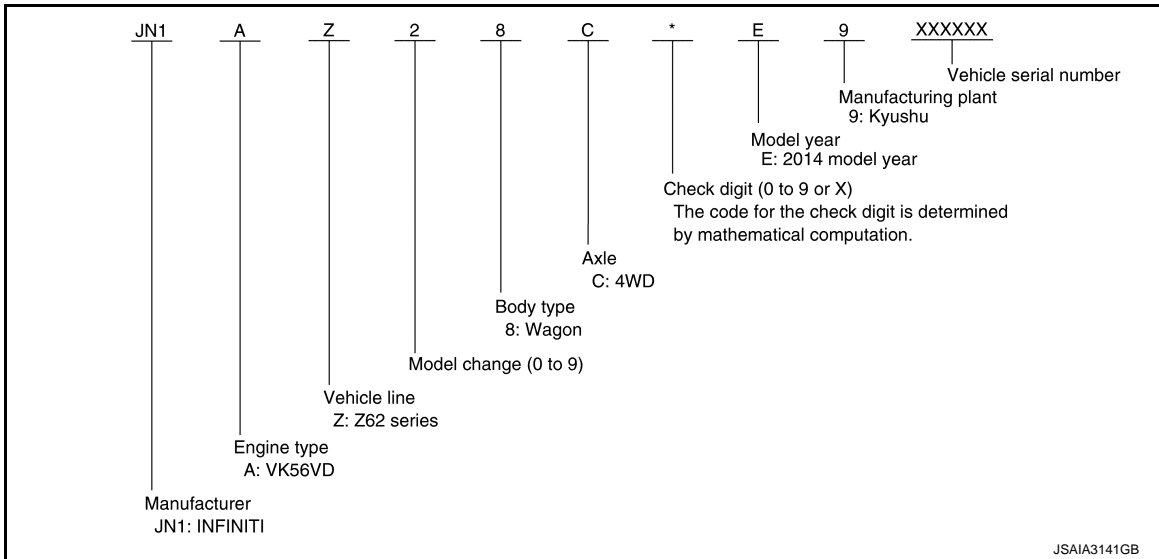 JN1 A Z 2 8 C * E 9 XXXXXX
Vehicle serial number
Manufacturing plant
9: Kyushu
Model year
E: 2014 model year
Check digit (0 to 9 or X)
The code for the check digit is determined
by mathematical computation.
Axle
C: 4WD
Body type
8: Wagon
Model change (0 to 9)
Vehicle line
Z: Z62 series
Engine type
A: VK56VD
Manufacturer
JN1: INFINITI
JSAIA3141GB